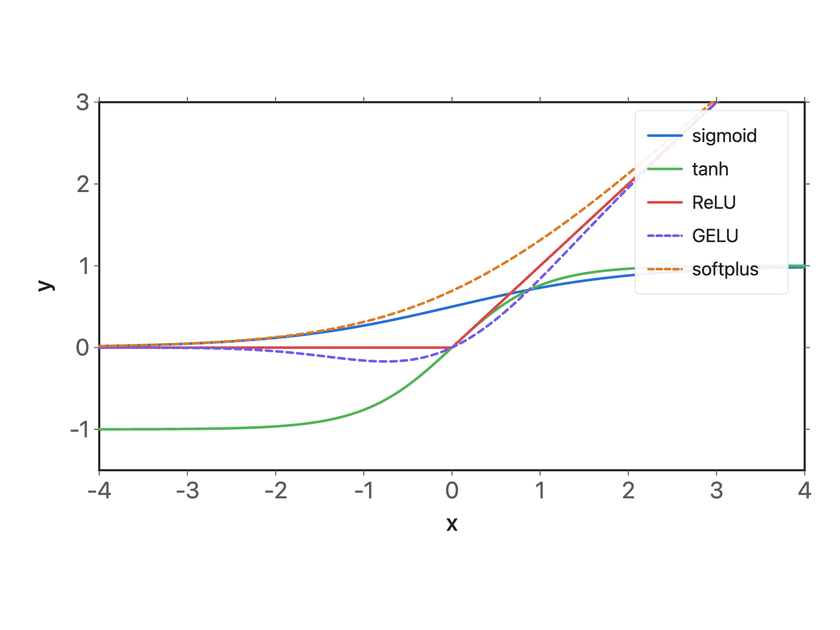 3
2
1
0
-1
y
-4 -3 -2 -1 0 1 2 3 4
x
sigmoid
tanh
ReLU
GELU
softplus